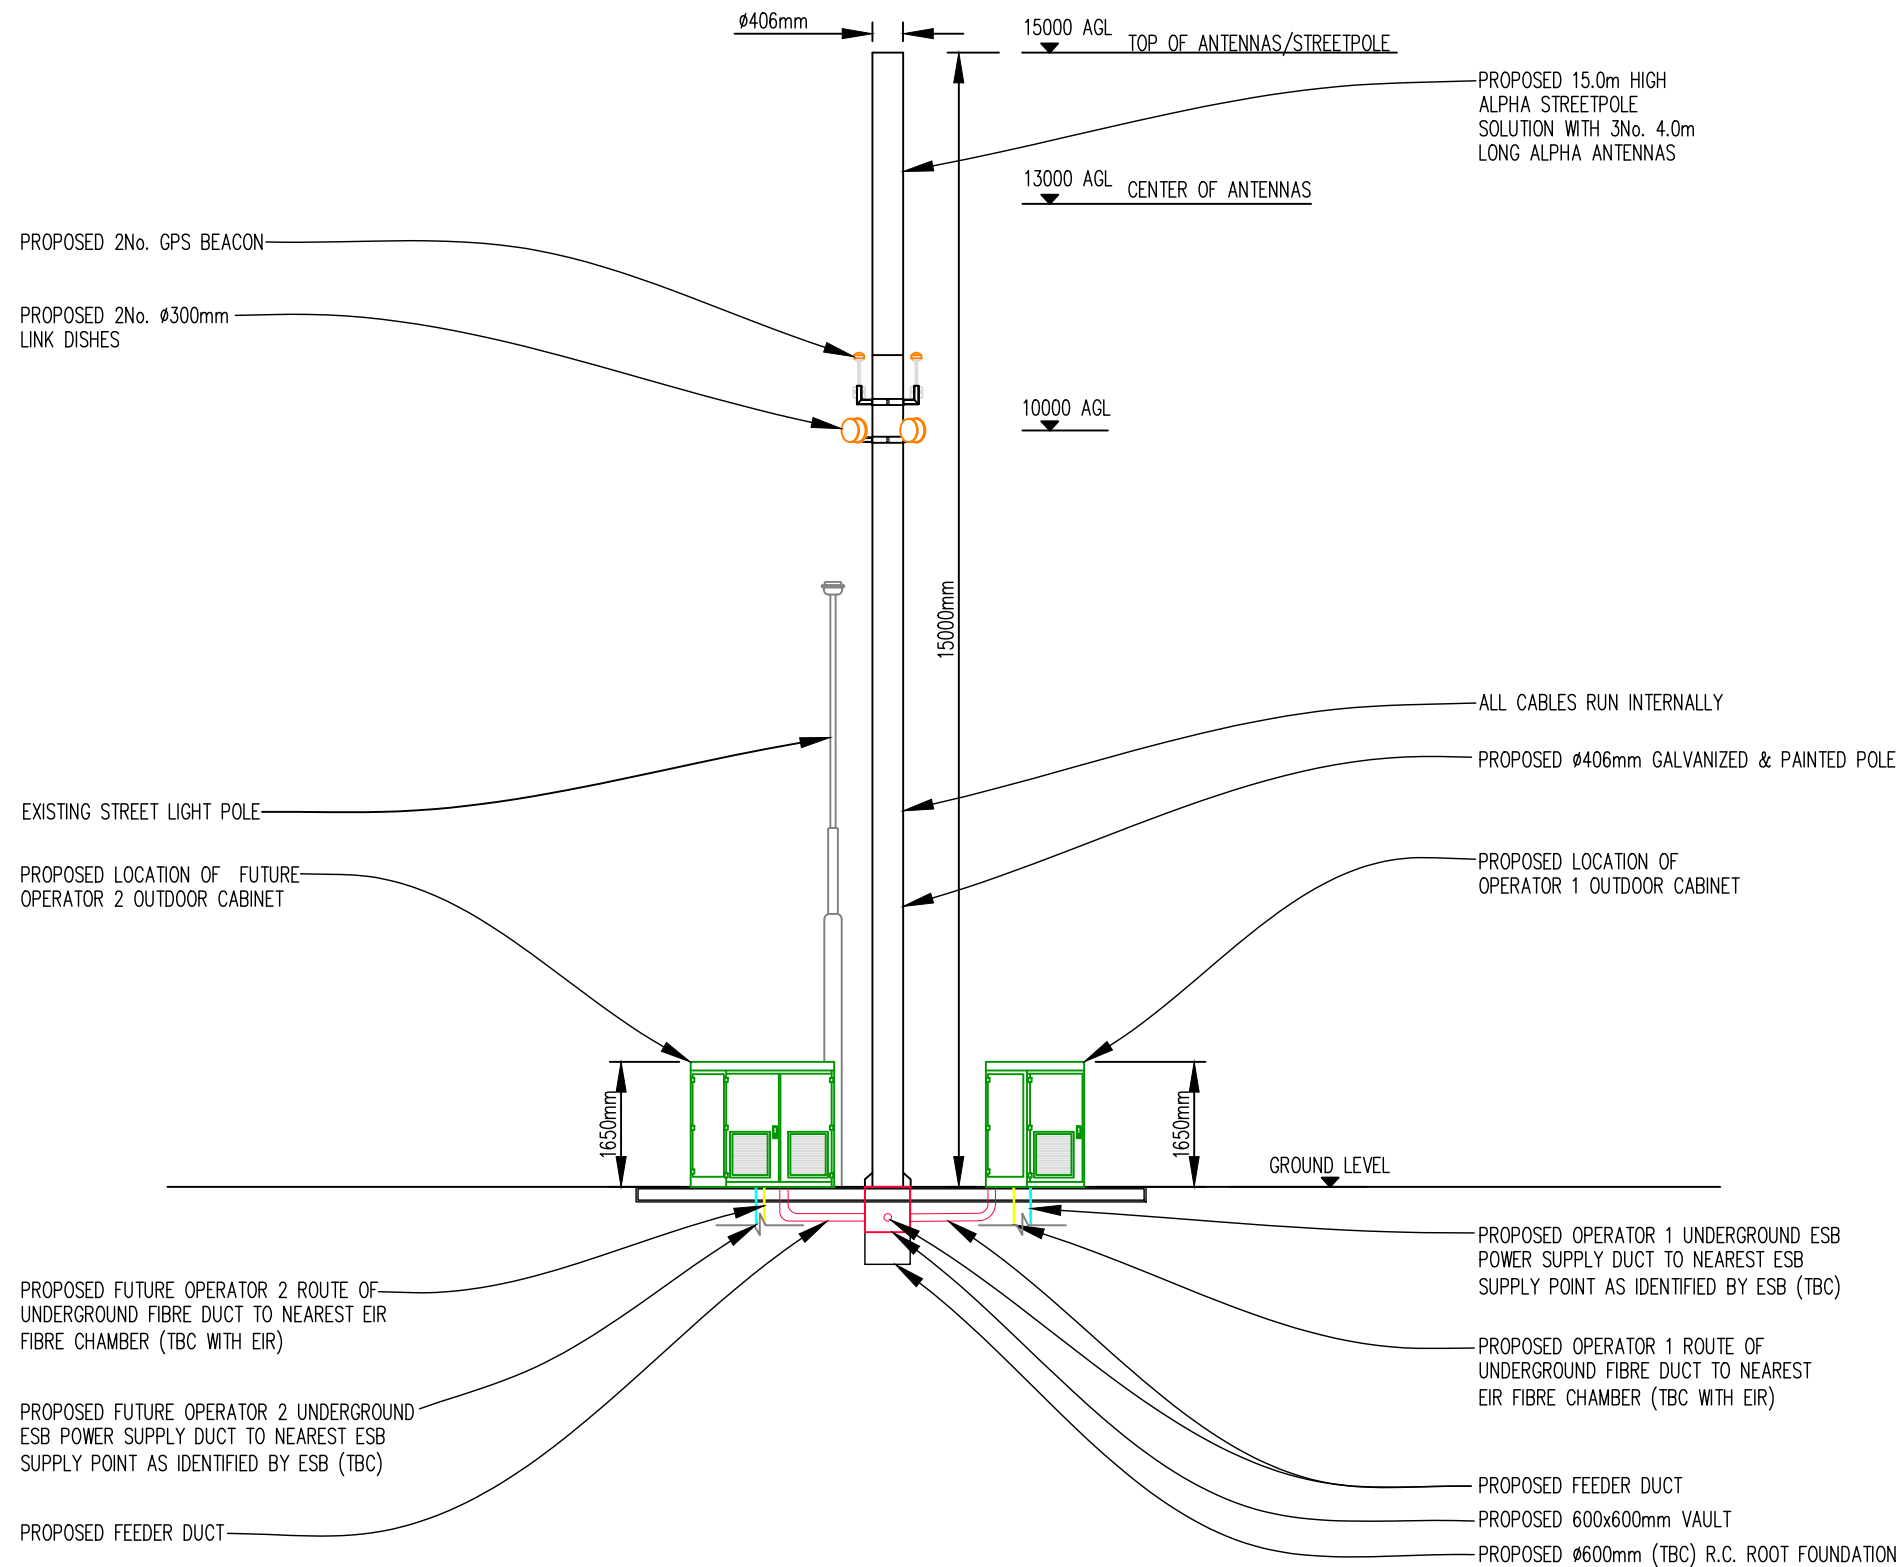 Ø406mm
15000 AGL
TOP OF ANTENNAS/STREETPOLE
PROPOSED 15.0m HIGH
ALPHA STREETPOLE
SOLUTION WITH 3No. 4.0m
LONG ALPHA ANTENNAS
13000 AGL
CENTER OF ANTENNAS
PROPOSED 2No. GPS BEACON
PROPOSED 2No. Ø300mm
LINK DISHES
10000 AGL
15000mm
ALL CABLES RUN INTERNALLY
PROPOSED Ø406mm GALVANIZED & PAINTED POLE
EXISTING STREET LIGHT POLE
PROPOSED LOCATION OF FUTURE
OPERATOR 2 OUTDOOR CABINET
PROPOSED LOCATION OF
OPERATOR 1 OUTDOOR CABINET
1650mm
1650mm
GROUND LEVEL
PROPOSED OPERATOR 1 UNDERGROUND ESB
POWER SUPPLY DUCT TO NEAREST ESB
SUPPLY POINT AS IDENTIFIED BY ESB (TBC)
PROPOSED FUTURE OPERATOR 2 ROUTE OF
UNDERGROUND FIBRE DUCT TO NEAREST EIR
FIBRE CHAMBER (TBC WITH EIR)
PROPOSED OPERATOR 1 ROUTE OF
UNDERGROUND FIBRE DUCT TO NEAREST
EIR FIBRE CHAMBER (TBC WITH EIR)
PROPOSED FUTURE OPERATOR 2 UNDERGROUND
ESB POWER SUPPLY DUCT TO NEAREST ESB
SUPPLY POINT AS IDENTIFIED BY ESB (TBC)
PROPOSED FEEDER DUCT
PROPOSED FEEDER DUCT
PROPOSED 600x600mm VAULT
PROPOSED Ø600mm (TBC) R.C. ROOT FOUNDATION